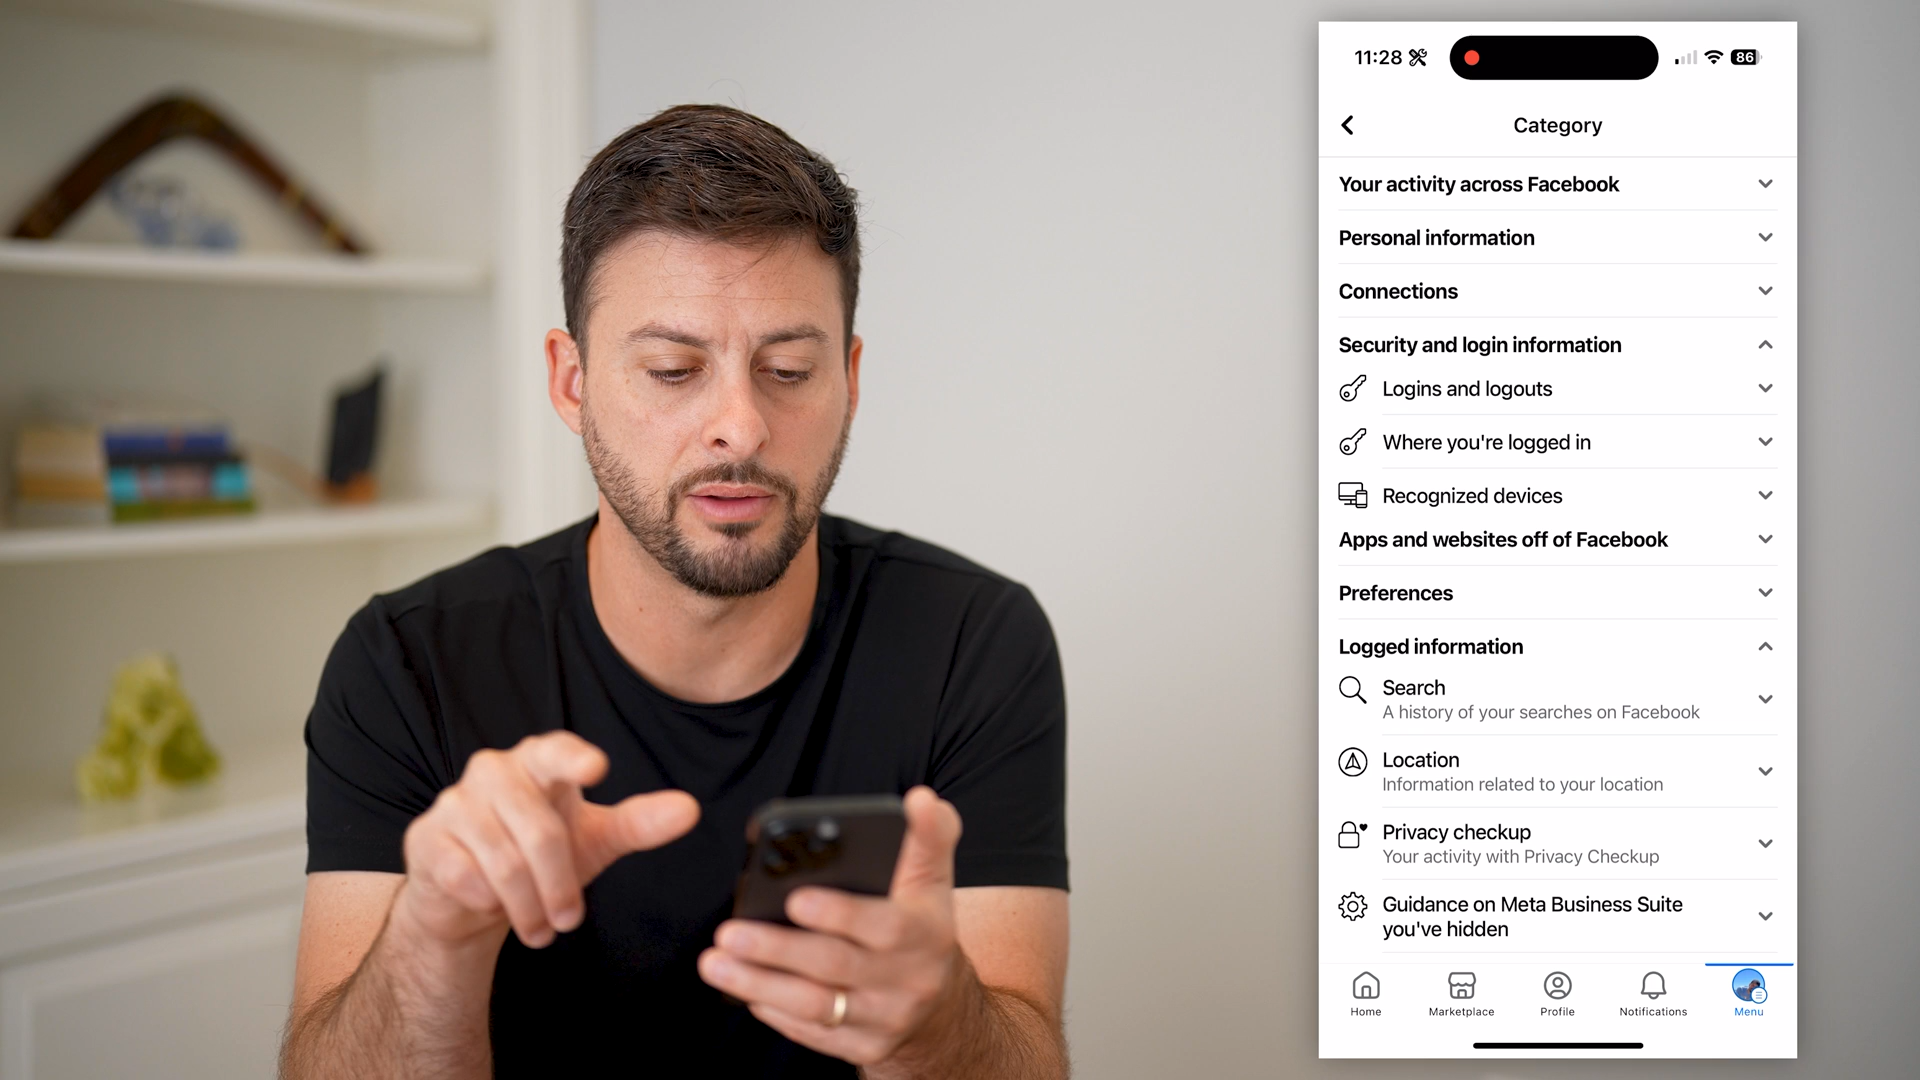 11:28
86
Category
Your activity across Facebook
Personal information
Connections
Security and login information
Logins and logouts
Where you're logged in
Recognized devices
Apps and websites off of Facebook
Preferences
Logged information
Search
A history of your searches on Facebook
Location
Information related to your location
Privacy checkup
Your activity with Privacy Checkup
Guidance on Meta Business Suite
you've hidden
Home
Marketplace
Profile
Notifications
Menu